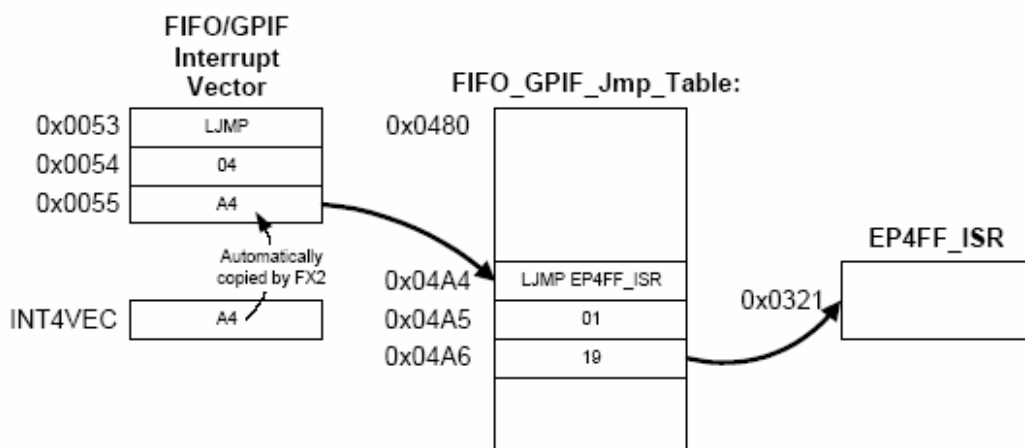 FIFO/GPIF
Interrupt
Vector
FIFO_GPIF_Jmp_Table:
0x0053
LJMP
0x0480
0x0054
04
0x0055
A4
EP4FF_ISR
Automatically
copied by FX2
0x04A4
LJMP EP4FF_ISR
0x0321
INT4VEC
A4
0x04A5
01
0x04A6
19